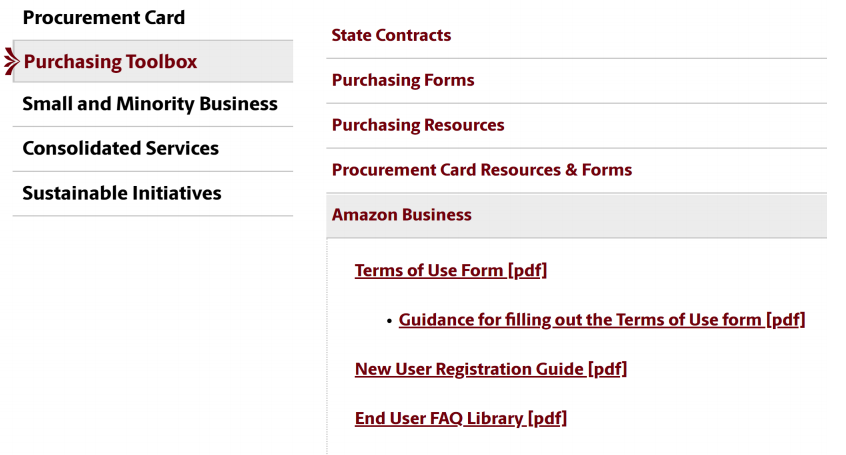 Procurement Card
Purchasing Toolbox
Small and Minority Business
Consolidated Services
Sustainable Initiatives
State Contracts
Purchasing Forms
Purchasing Resources
Procurement Card Resources & Forms
Amazon Business
Terms of Use Form [pdf]
• Guidance for filling out the Terms of Use form [pdf]
New User Registration Guide [pdf]
End User FAQ Library [pdf]